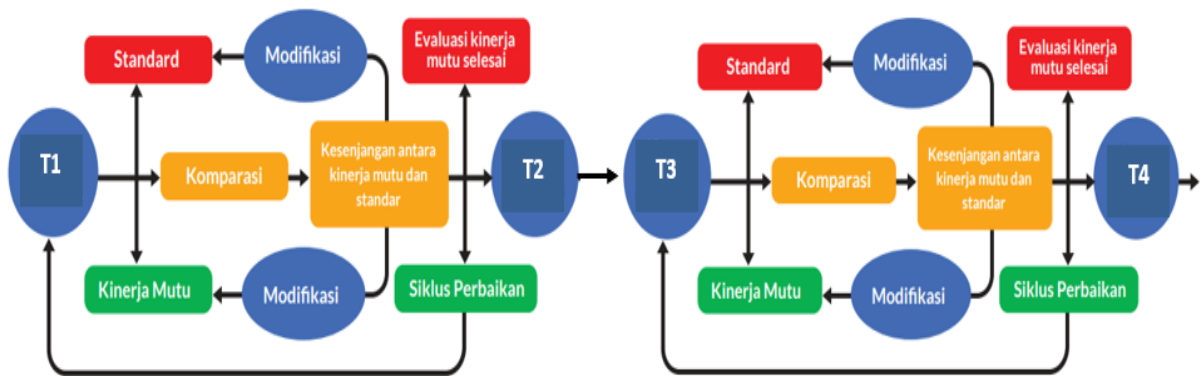 Standard
Modifikasi
Evaluasi kinerja
mutu selesai
T1
Komparasi
Kesenjangan antara
kinerja mutu dan
standar
T2
Kinerja Mutu
Modifikasi
Siklus Perbaikan
Standard
Modifikasi
Evaluasi kinerja
mutu selesai
T3
Komparasi
Kesenjangan antara
kinerja mutu dan
standar
T4
Kinerja Mutu
Modifikasi
Siklus Perbaikan